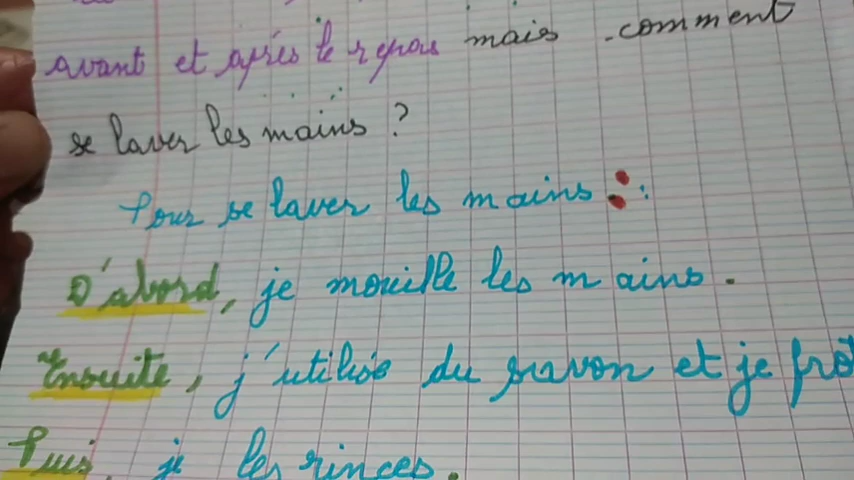 avant et après le repas mais comment
se laver les mains ?
Pour se laver les mains :
D'abord, je mouille les mains.
Ensuite, j'utilise du savon et je
Puis, je les rinces.